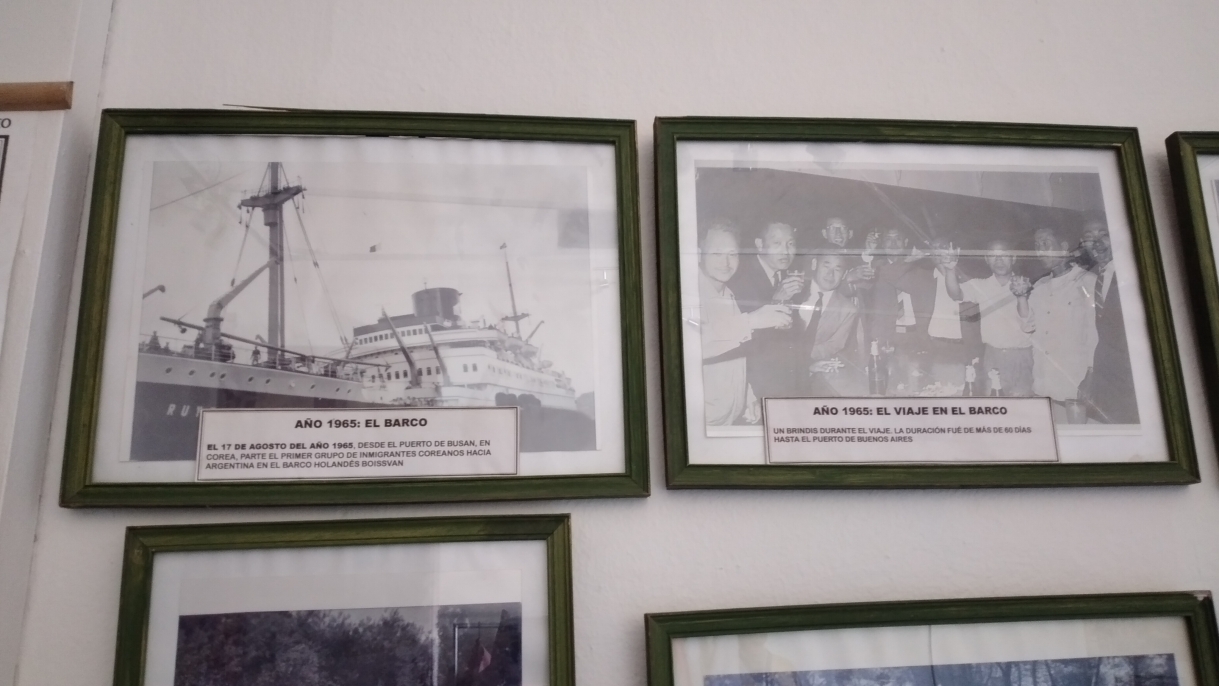 TO
RUY
AÑO 1965: EL BARCO
EL 17 DE AGOSTO DEL AÑO 1965, DESDE EL PUERTO DE BUSAN, EN
COREA, PARTE EL PRIMER GRUPO DE INMIGRANTES COREANOS HACIA
ARGENTINA EN EL BARCO HOLANDÉS BOISSVAN
AÑO 1965: EL VIAJE EN EL BARCO
UN BRINDIS DURANTE EL VIAJE. LA DURACIÓN FUÉ DE MÁS DE 60 DÍAS
HASTA EL PUERTO DE BUENOS AIRES